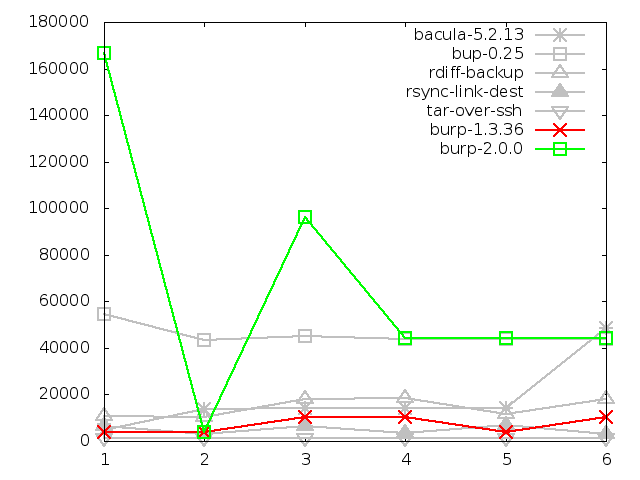 180000
160000
140000
120000
100000
80000
60000
40000
20000
0
1 2 3 4 5 6
bacula-5.2.13
bup-0.25
rdiff-backup
rsync-link-dest
tar-over-ssh
burp-1.3.36
burp-2.0.0